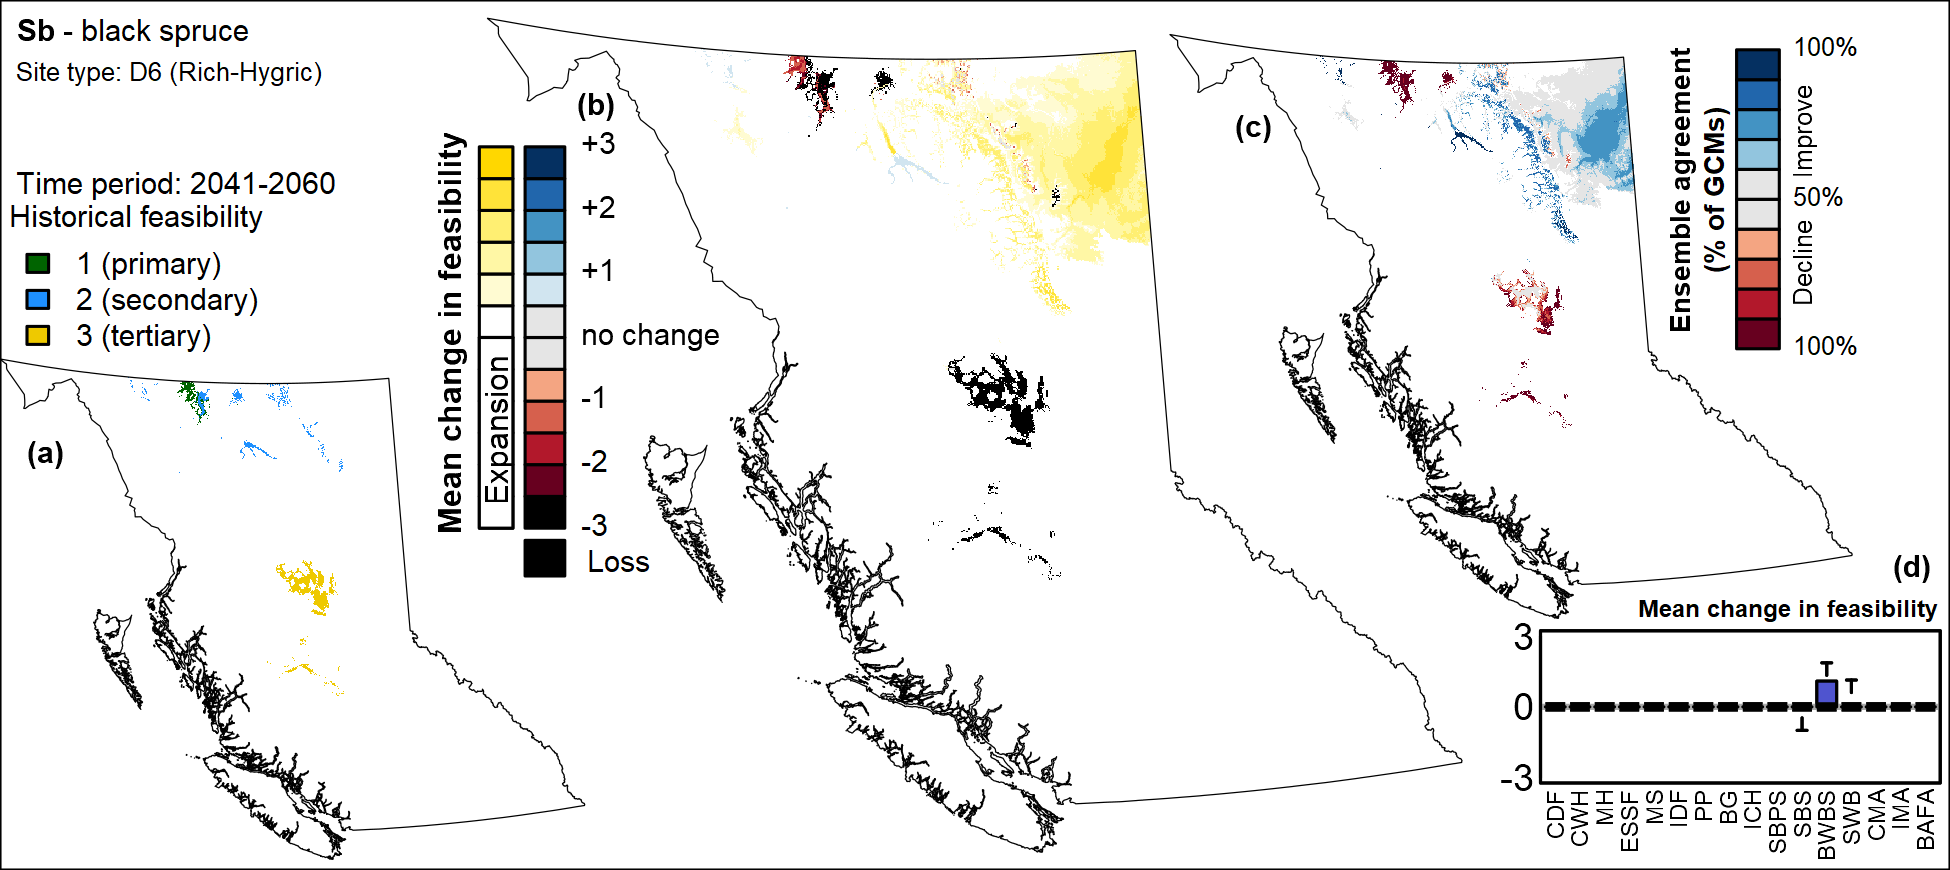 Sb - black spruce
Site type: D6 (Rich-Hygric)
Time period: 2041-2060
Historical feasibility
1 (primary)
2 (secondary)
3 (tertiary)
(a)
(b)
Mean change in feasibility
Expansion
+3
+2
+1
no change
-1
-2
-3
Loss
(c)
Ensemble agreement
(% of GCMs)
100%
Improve
50%
Decline
100%
(d)
Mean change in feasibility
3
0
-3
CDF
CWH
MH
ESSF
MS
IDF
PP
BG
ICH
SBPS
SBS
BWBS
SWB
CMA
IMA
BAFA